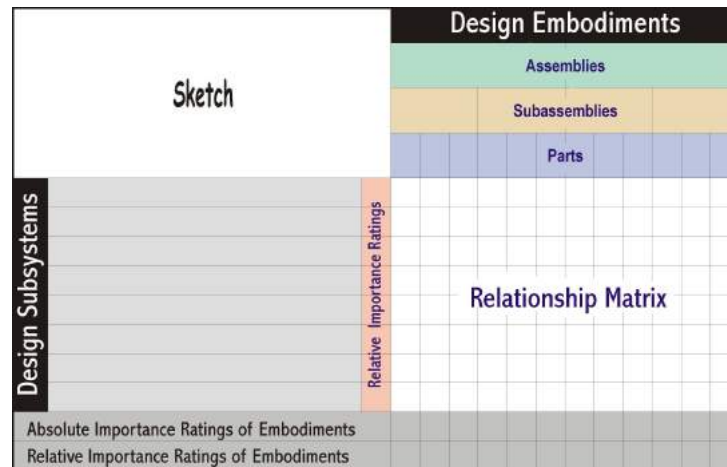 Design Embodiments
Sketch
Assemblies
Subassemblies
Parts
Design Subsystems
Relative Importance Ratings
Relationship Matrix
Absolute Importance Ratings of Embodiments
Relative Importance Ratings of Embodiments